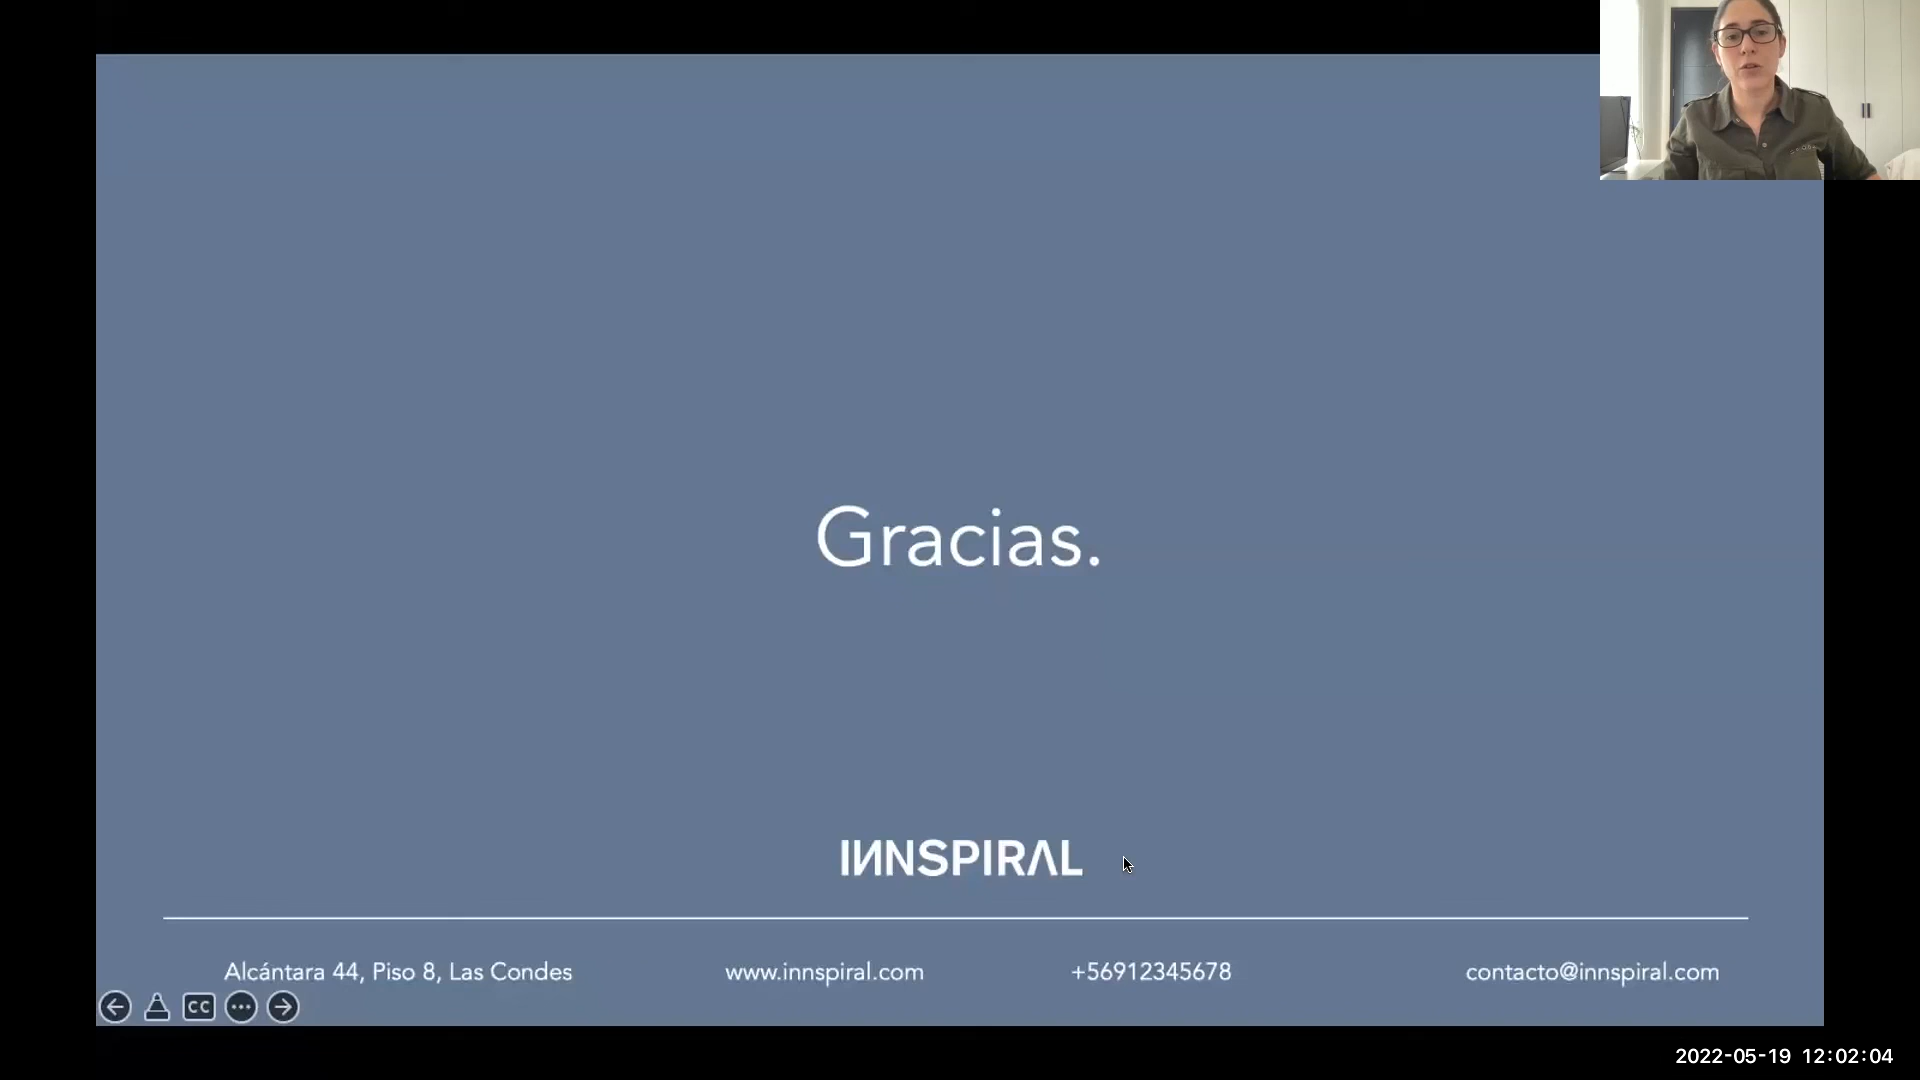 Gracias.
INNSPIRAL
Alcántara 44, Piso 8, Las Condes
www.innspiral.com
+56912345678
contacto@innspiral.com
CC
2022-05-19 12:02:04